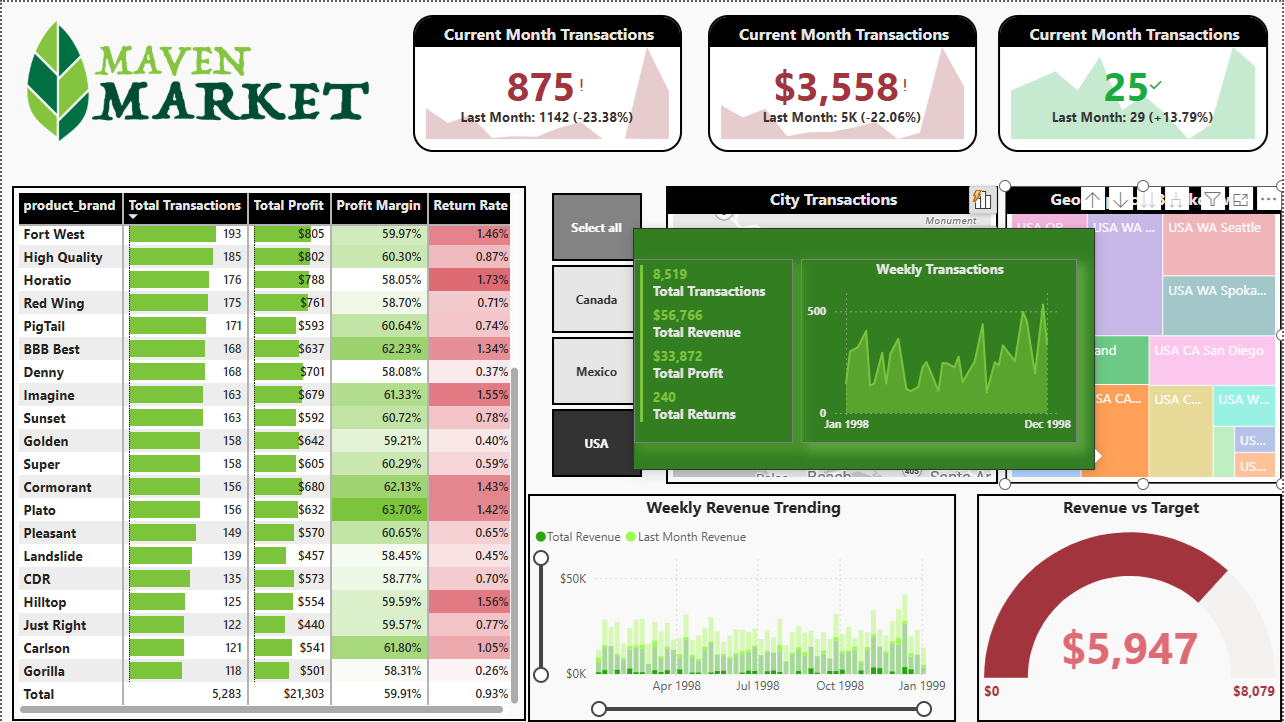 MAVEN
MARKET
Current Month Transactions
875!
Last Month: 1142 (-23.38%)
Current Month Transactions
$3,558!
Last Month: 5K (-22.06%)
Current Month Transactions
25
Last Month: 29 (+13.79%)
product_brand Total Transactions Total Profit Profit Margin Return Rate
Fort West 193 $805 59.97% 1.46%
High Quality 185 $802 60.30% 0.87%
Horatio 176 $788 58.05% 1.73%
Red Wing 175 $761 58.70% 0.71%
PigTail 171 $593 60.64% 0.74%
BBB Best 168 $637 62.23% 1.34%
Denny 168 $701 58.08% 0.37%
Imagine 163 $679 61.33% 1.55%
Sunset 163 $592 60.72% 0.78%
Golden 158 $642 59.21% 0.40%
Super 158 $605 60.29% 0.59%
Cormorant 156 $680 62.13% 1.43%
Plato 156 $632 63.70% 1.42%
Pleasant 149 $570 60.65% 0.65%
Landslide 139 $457 58.45% 0.45%
CDR 135 $573 58.77% 0.70%
Hilltop 125 $554 59.59% 1.56%
Just Right 122 $440 59.57% 0.77%
Carlson 121 $541 61.80% 1.05%
Gorilla 118 $501 58.31% 0.26%
Total 5,283 $21,303 59.91% 0.93%
Select all
Canada
Mexico
USA
City Transactions
Monument
8,519
Total Transactions
$56,766
Total Revenue
$33,872
Total Profit
240
Total Returns
Weekly Transactions
500
0
Jan 1998 Dec 1998
405
USA WA ...
USA WA Seattle
USA WA Spoka...
USA CA San Diego
USA C...
USA W...
US...
US...
Weekly Revenue Trending
Total Revenue Last Month Revenue
$50K
$0K
Apr 1998 Jul 1998 Oct 1998 Jan 1999
Revenue vs Target
$5,947
$0 $8,079